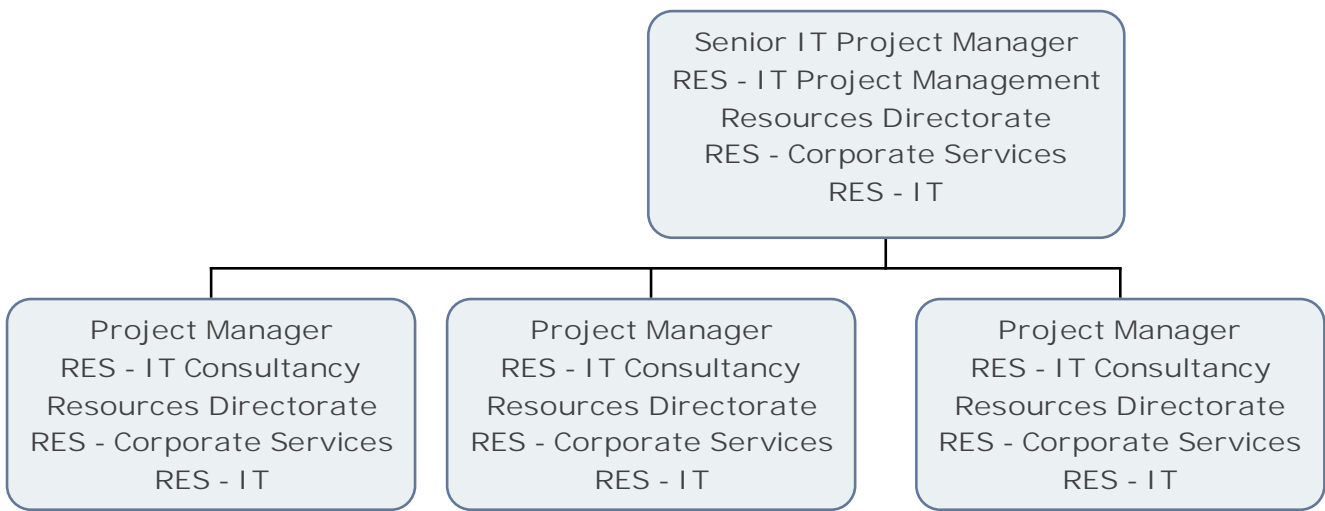 Senior IT Project Manager
RES - IT Project Management
Resources Directorate
RES - Corporate Services
RES - IT
Project Manager
RES - IT Consultancy
Resources Directorate
RES - Corporate Services
RES - IT
Project Manager
RES - IT Consultancy
Resources Directorate
RES - Corporate Services
RES - IT
Project Manager
RES - IT Consultancy
Resources Directorate
RES - Corporate Services
RES - IT